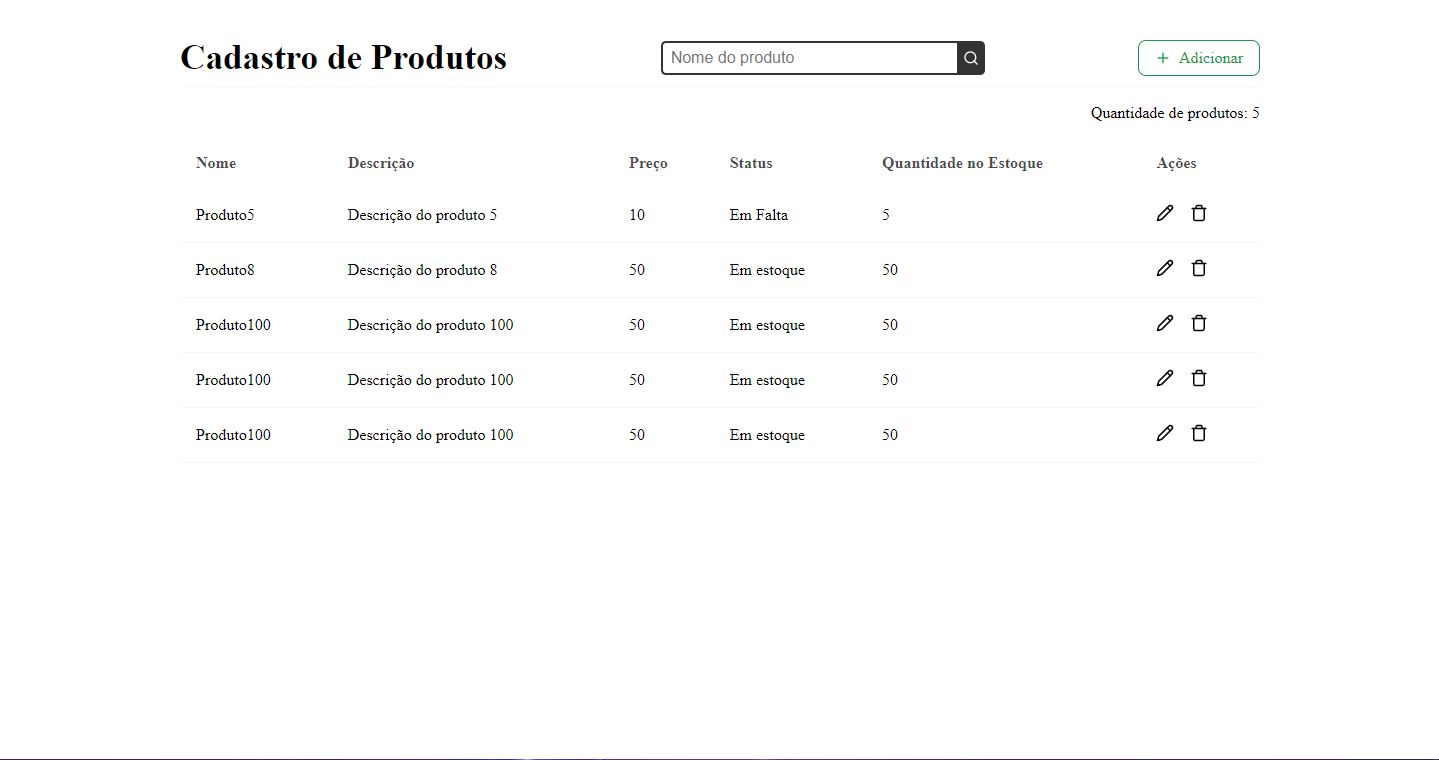 Cadastro de Produtos Nome do produto Adicionar
Quantidade de produtos: 5
Nome Descrição Preço Status Quantidade no Estoque Ações
Produto5 Descrição do produto 5 10 Em Falta 5
Produto8 Descrição do produto 8 50 Em estoque 50
Produto100 Descrição do produto 100 50 Em estoque 50
Produto100 Descrição do produto 100 50 Em estoque 50
Produto100 Descrição do produto 100 50 Em estoque 50